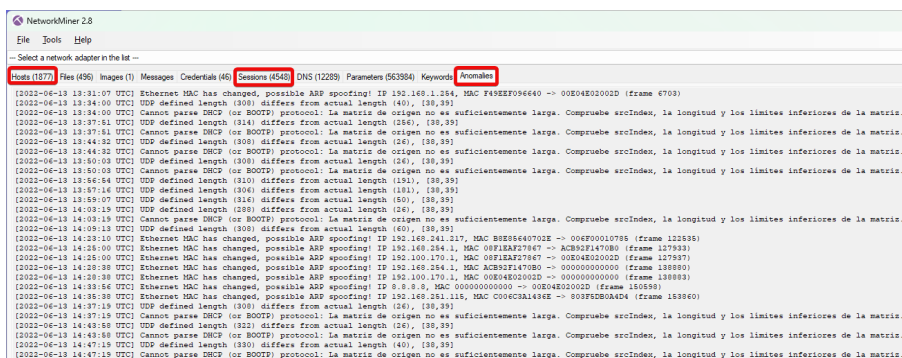 NetworkMiner 2.8
File Tools Help
--- Select a network adapter in the list ---
Hosts (1877) Files (496) Images (1) Messages Credentials (46) Sessions (4548) DNS (12289) Parameters (563984) Keywords Anomalies
[2022-06-13 13:31:07 UTC] Ethernet MAC has changed, possible ARP spoofing! IP 192.168.1.254, MAC F49EEF096640 -> 00E04E02002D (frame 6703)
[2022-06-13 13:34:00 UTC] UDP defined length (308) differs from actual length (40), [38,39]
[2022-06-13 13:34:00 UTC] Cannot parse DHCP (or BOOTP) protocol: La matriz de origen no es suficientemente larga. Compruebe srcIndex, la longitud y los límites inferiores de la matriz.
[2022-06-13 13:37:51 UTC] UDP defined length (314) differs from actual length (256), [38,39]
[2022-06-13 13:37:51 UTC] Cannot parse DHCP (or BOOTP) protocol: La matriz de origen no es suficientemente larga. Compruebe srcIndex, la longitud y los límites inferiores de la matriz.
[2022-06-13 13:44:32 UTC] UDP defined length (308) differs from actual length (26), [38,39]
[2022-06-13 13:44:32 UTC] Cannot parse DHCP (or BOOTP) protocol: La matriz de origen no es suficientemente larga. Compruebe srcIndex, la longitud y los límites inferiores de la matriz.
[2022-06-13 13:50:03 UTC] UDP defined length (308) differs from actual length (26), [38,39]
[2022-06-13 13:50:03 UTC] Cannot parse DHCP (or BOOTP) protocol: La matriz de origen no es suficientemente larga. Compruebe srcIndex, la longitud y los límites inferiores de la matriz.
[2022-06-13 13:56:54 UTC] UDP defined length (310) differs from actual length (191), [38,39]
[2022-06-13 13:57:16 UTC] UDP defined length (306) differs from actual length (181), [38,39]
[2022-06-13 13:59:07 UTC] UDP defined length (316) differs from actual length (50), [38,39]
[2022-06-13 14:03:19 UTC] UDP defined length (288) differs from actual length (26), [38,39]
[2022-06-13 14:03:19 UTC] Cannot parse DHCP (or BOOTP) protocol: La matriz de origen no es suficientemente larga. Compruebe srcIndex, la longitud y los límites inferiores de la matriz.
[2022-06-13 14:09:13 UTC] UDP defined length (308) differs from actual length (60), [38,39]
[2022-06-13 14:23:10 UTC] Ethernet MAC has changed, possible ARP spoofing! IP 192.168.241.217, MAC B8E85640702E -> 006F00010785 (frame 122535)
[2022-06-13 14:25:00 UTC] Ethernet MAC has changed, possible ARP spoofing! IP 192.168.254.1, MAC 08F1EAF27867 -> ACB92F1470B0 (frame 127933)
[2022-06-13 14:25:00 UTC] Ethernet MAC has changed, possible ARP spoofing! IP 192.100.170.1, MAC 08F1EAF27867 -> 00E04E02002D (frame 127937)
[2022-06-13 14:28:38 UTC] Ethernet MAC has changed, possible ARP spoofing! IP 192.168.254.1, MAC ACB92F1470B0 -> 000000000000 (frame 138880)
[2022-06-13 14:28:38 UTC] Ethernet MAC has changed, possible ARP spoofing! IP 192.100.170.1, MAC 00E04E02002D -> 000000000000 (frame 138883)
[2022-06-13 14:33:56 UTC] Ethernet MAC has changed, possible ARP spoofing! IP 8.8.8.8, MAC 000000000000 -> 00E04E02002D (frame 150598)
[2022-06-13 14:35:38 UTC] Ethernet MAC has changed, possible ARP spoofing! IP 192.168.251.115, MAC C006C3A1436E -> 803F5DB0A4D4 (frame 153860)
[2022-06-13 14:37:19 UTC] UDP defined length (308) differs from actual length (26), [38,39]
[2022-06-13 14:37:19 UTC] Cannot parse DHCP (or BOOTP) protocol: La matriz de origen no es suficientemente larga. Compruebe srcIndex, la longitud y los límites inferiores de la matriz.
[2022-06-13 14:43:58 UTC] UDP defined length (322) differs from actual length (26), [38,39]
[2022-06-13 14:43:58 UTC] Cannot parse DHCP (or BOOTP) protocol: La matriz de origen no es suficientemente larga. Compruebe srcIndex, la longitud y los límites inferiores de la matriz.
[2022-06-13 14:47:19 UTC] UDP defined length (330) differs from actual length (40), [38,39]
[2022-06-13 14:47:19 UTC] Cannot parse DHCP (or BOOTP) protocol: La matriz de origen no es suficientemente larga. Compruebe srcIndex, la longitud y los límites inferiores de la matriz.